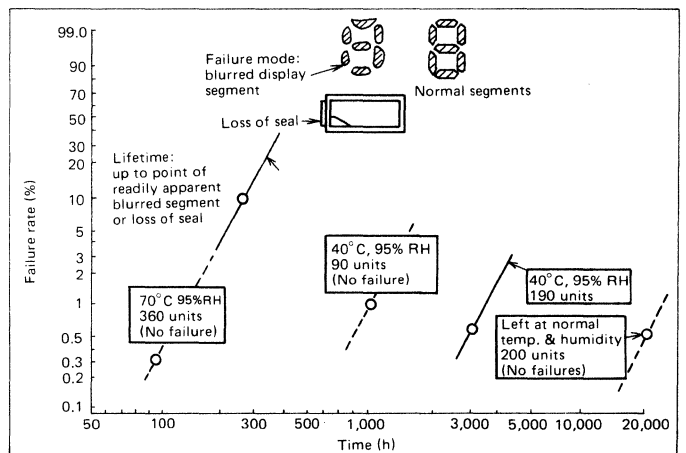 Failure rate (%)
99.0
90
70
50
30
20
10
5
3
2
1
0.5
0.3
0.2
0.1
Failure mode:
blurred display
segment
Normal segments
Loss of seal
Lifetime:
up to point of
readily apparent
blurred segment
or loss of seal
70°C 95%RH
360 units
(No failure)
40°C, 95% RH
90 units
(No failure)
40°C, 95% RH
190 units
Left at normal
temp. & humidity
200 units
(No failures)
50
100
300
500
1,000
3,000
5,000
10,000
20,000
Time (h)